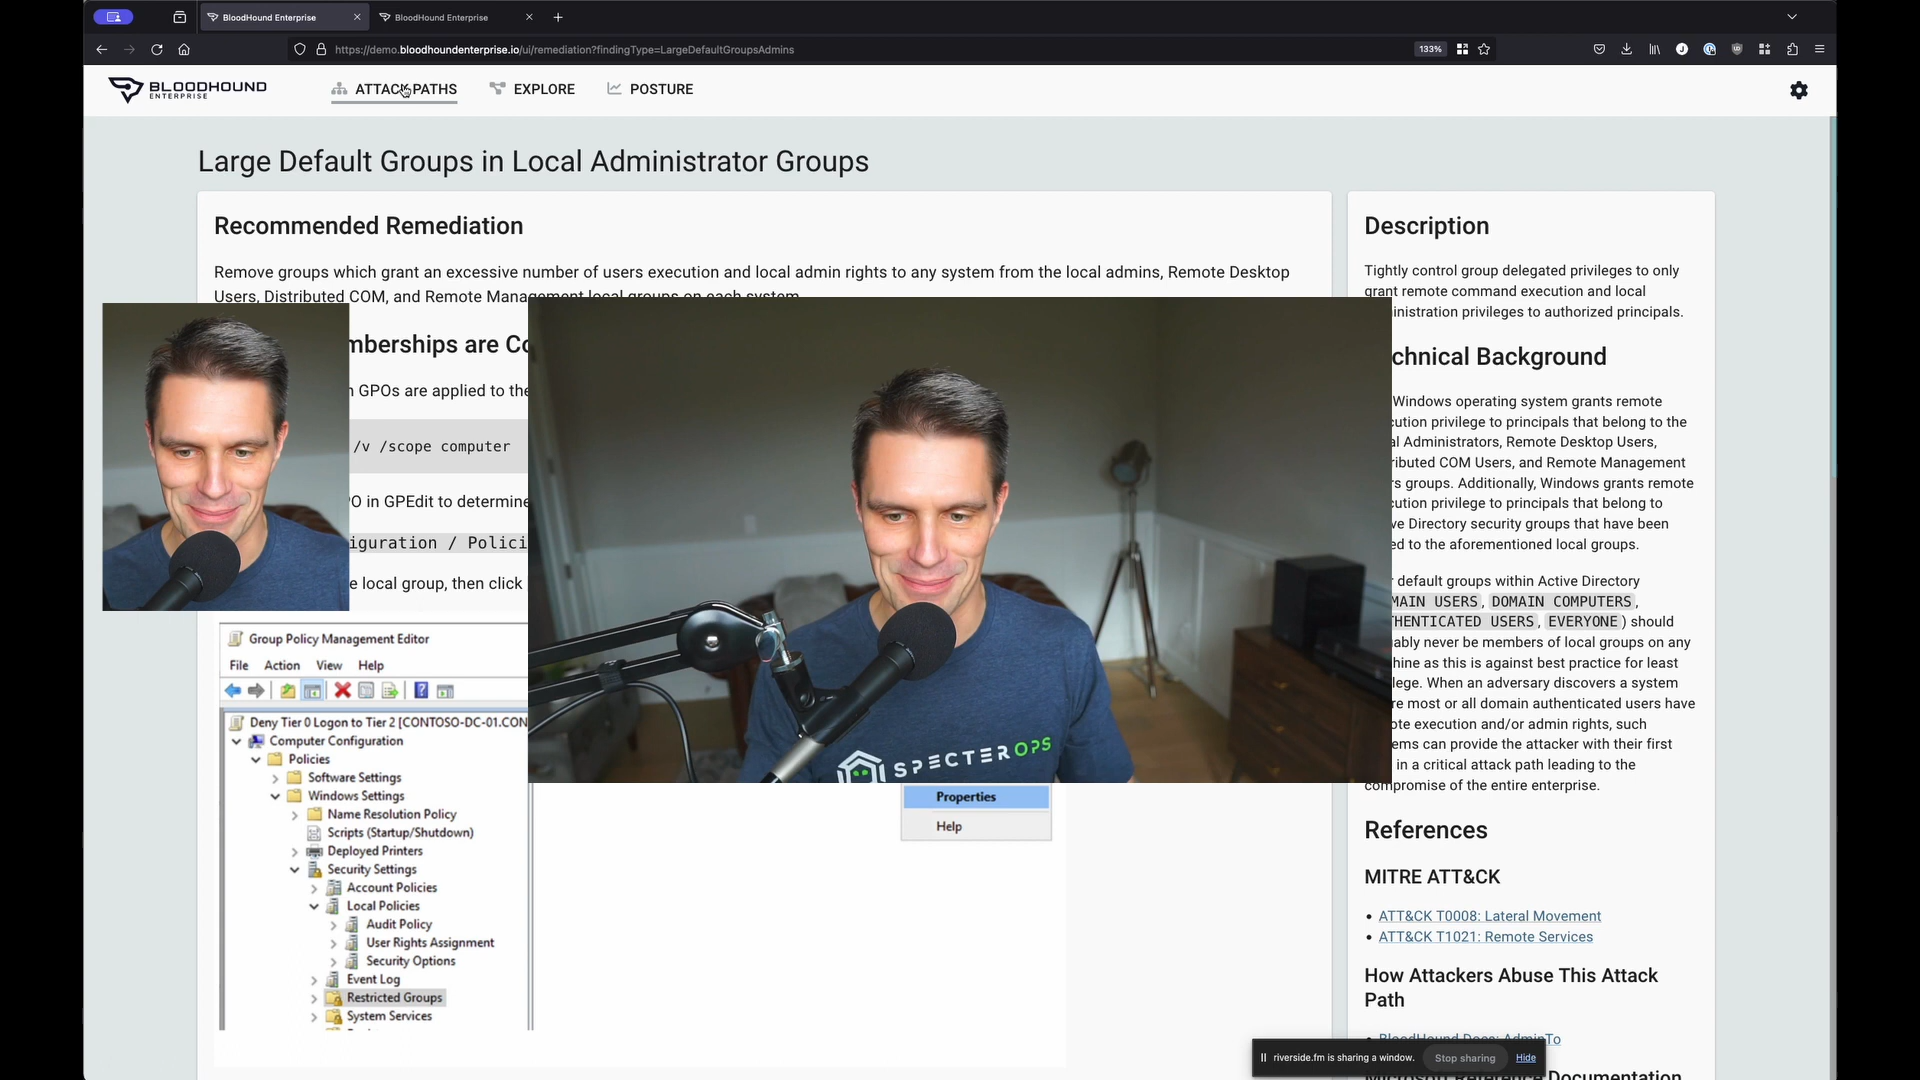 BloodHound Enterprise
BloodHound Enterprise
https://demo.bloodhoundenterprise.io/ui/remediation?findingType=LargeDefaultGroupsAdmins
133%
BLOODHOUND
ENTERPRISE
ATTACK PATHS
EXPLORE
POSTURE
Large Default Groups in Local Administrator Groups
Recommended Remediation
Remove groups which grant an excessive number of users execution and local admin rights to any system from the local admins, Remote Desktop
Users, Distributed COM, and Remote Management local groups on each system
mberships are Co
GPOs are applied to the
/v /scope computer
O in GPEdit to determine
iguration / Polici
e local group, then click
Group Policy Management Editor
File Action View Help
Deny Tier 0 Logon to Tier 2 [CONTOSO-DC-01.CON
Computer Configuration
Policies
Software Settings
Windows Settings
Name Resolution Policy
Scripts (Startup/Shutdown)
Deployed Printers
Security Settings
Account Policies
Local Policies
Audit Policy
User Rights Assignment
Security Options
Event Log
Restricted Groups
System Services
SPECTEROPS
Properties
Help
Description
Tightly control group delegated privileges to only
grant remote command execution and local
inistration privileges to authorized principals.
chnical Background
Windows operating system grants remote
cution privilege to principals that belong to the
al Administrators, Remote Desktop Users,
ributed COM Users, and Remote Management
rs groups. Additionally, Windows grants remote
cution privilege to principals that belong to
ve Directory security groups that have been
ed to the aforementioned local groups.
default groups within Active Directory
MAIN USERS, DOMAIN COMPUTERS,
HENTICATED USERS, EVERYONE) should
ably never be members of local groups on any
hine as this is against best practice for least
lege. When an adversary discovers a system
re most or all domain authenticated users have
ote execution and/or admin rights, such
ems can provide the attacker with their first
in a critical attack path leading to the
compromise of the entire enterprise.
References
MITRE ATT&CK
• ATT&CK T0008: Lateral Movement
• ATT&CK T1021: Remote Services
How Attackers Abuse This Attack
Path
BloodHound Docs: AdminTo
riverside.fm is sharing a window.
Stop sharing
Hide
Microsoft Reference Documentation